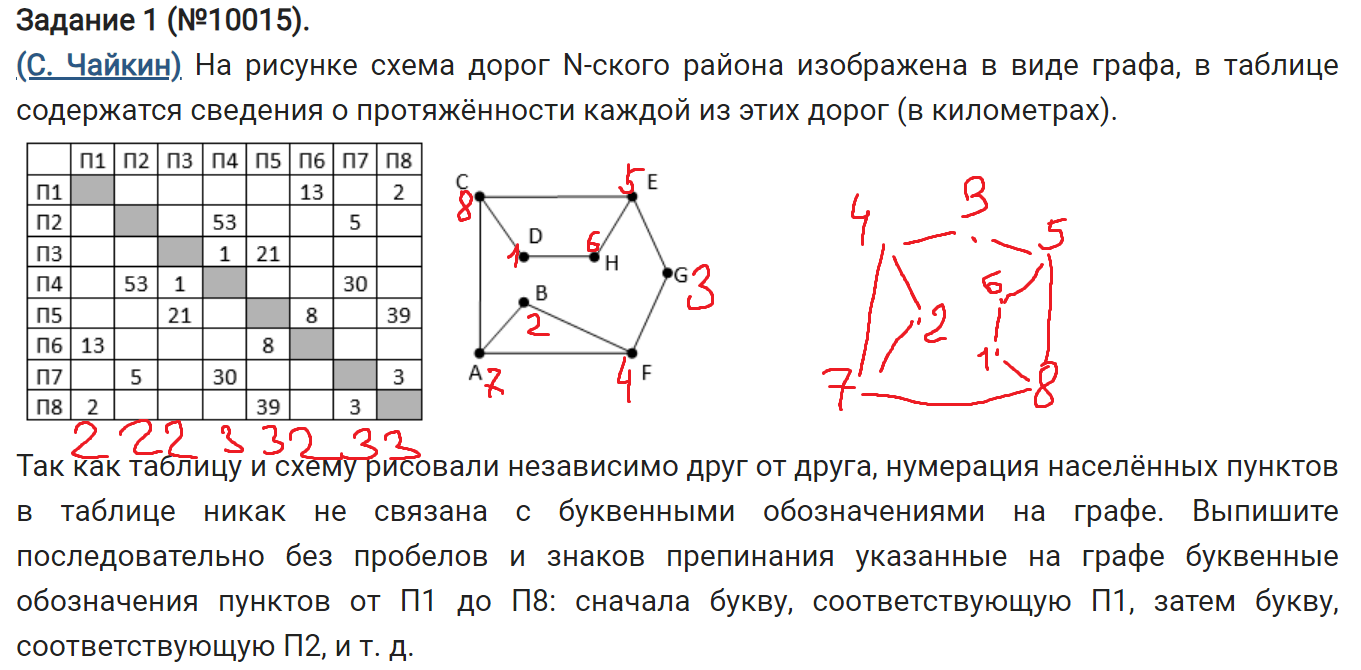 Задание 1 (№10015).
(С. Чайкин) На рисунке схема дорог N-ского района изображена в виде графа, в таблице
содержатся сведения о протяжённости каждой из этих дорог (в километрах).
П1 П2 П3 П4 П5 П6 П7 П8
П1 13 2
П2 53 5
П3 1 21
П4 53 1 30
П5 21 8 39
П6 13 8
П7 5 30 3
П8 2 39 3
2 2 2 3 3 2 3 3
C 5 E
8
D 6
1 H
G 3
B
2
A 7 4 F
3
4 5
6
2
1
7 8
Так как таблицу и схему рисовали независимо друг от друга, нумерация населённых пунктов
в таблице никак не связана с буквенными обозначениями на графе. Выпишите
последовательно без пробелов и знаков препинания указанные на графе буквенные
обозначения пунктов от П1 до П8: сначала букву, соответствующую П1, затем букву,
соответствующую П2, и т. д.